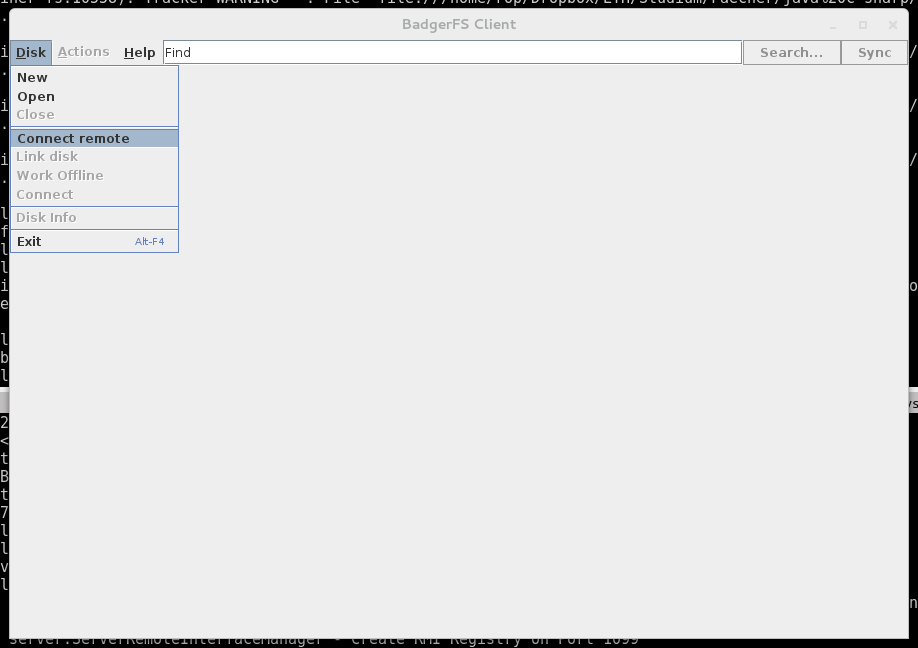 BadgerFS Client
Disk Actions Help Find Search... Sync
New
Open
Close
Connect remote
Link disk
Work Offline
Connect
Disk Info
Exit Alt-F4
server.ServerRemoteInterfaceManager - Create RMI Registry on Port 1099